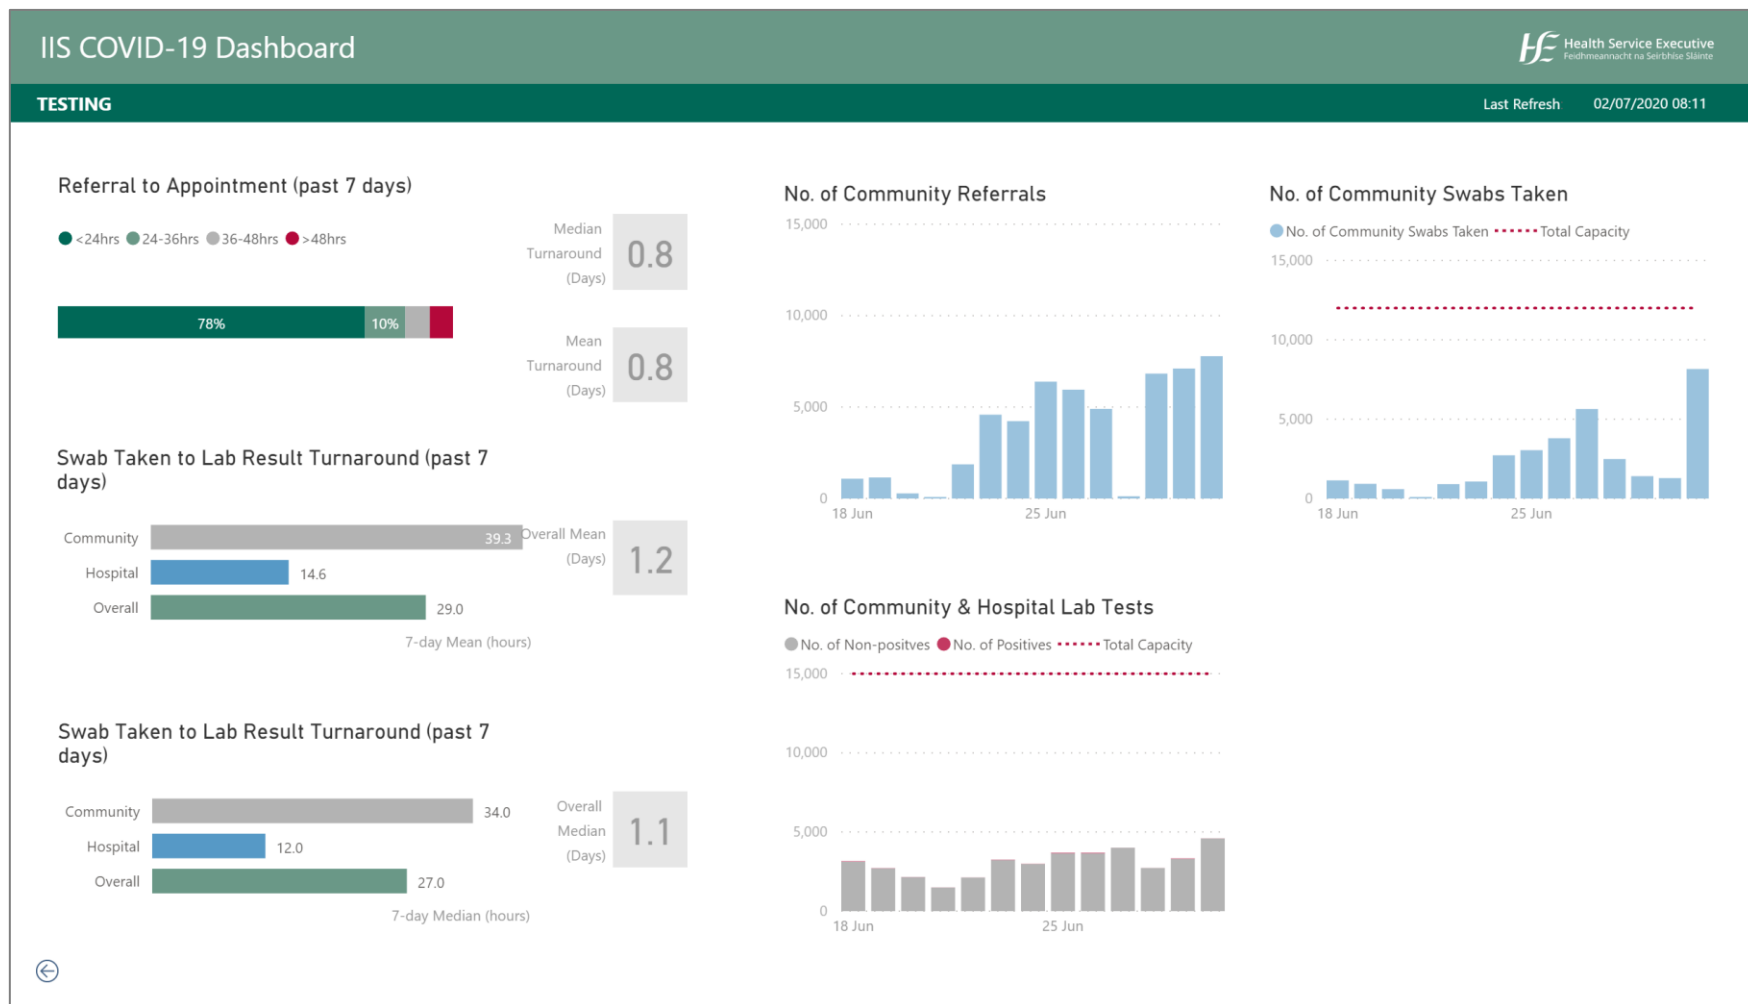 IIS COVID-19 Dashboard
HE Health Service Executive
Feidhmeannacht na Seirbhíse Sláinte
TESTING
Last Refresh 02/07/2020 08:11
Referral to Appointment (past 7 days)
<24hrs 24-36hrs 36-48hrs >48hrs
78% 10%
Median
Turnaround
(Days)
0.8
Mean
Turnaround
(Days)
0.8
Swab Taken to Lab Result Turnaround (past 7
days)
Community 39.3
Hospital 14.6
Overall 29.0
7-day Mean (hours)
Overall Mean
(Days)
1.2
Swab Taken to Lab Result Turnaround (past 7
days)
Community 34.0
Hospital 12.0
Overall 27.0
7-day Median (hours)
Overall
Median
(Days)
1.1
No. of Community Referrals
15,000
10,000
5,000
0
18 Jun 25 Jun
No. of Community Swabs Taken
No. of Community Swabs Taken Total Capacity
15,000
10,000
5,000
0
18 Jun 25 Jun
No. of Community & Hospital Lab Tests
No. of Non-positves No. of Positives Total Capacity
15,000
10,000
5,000
0
18 Jun 25 Jun